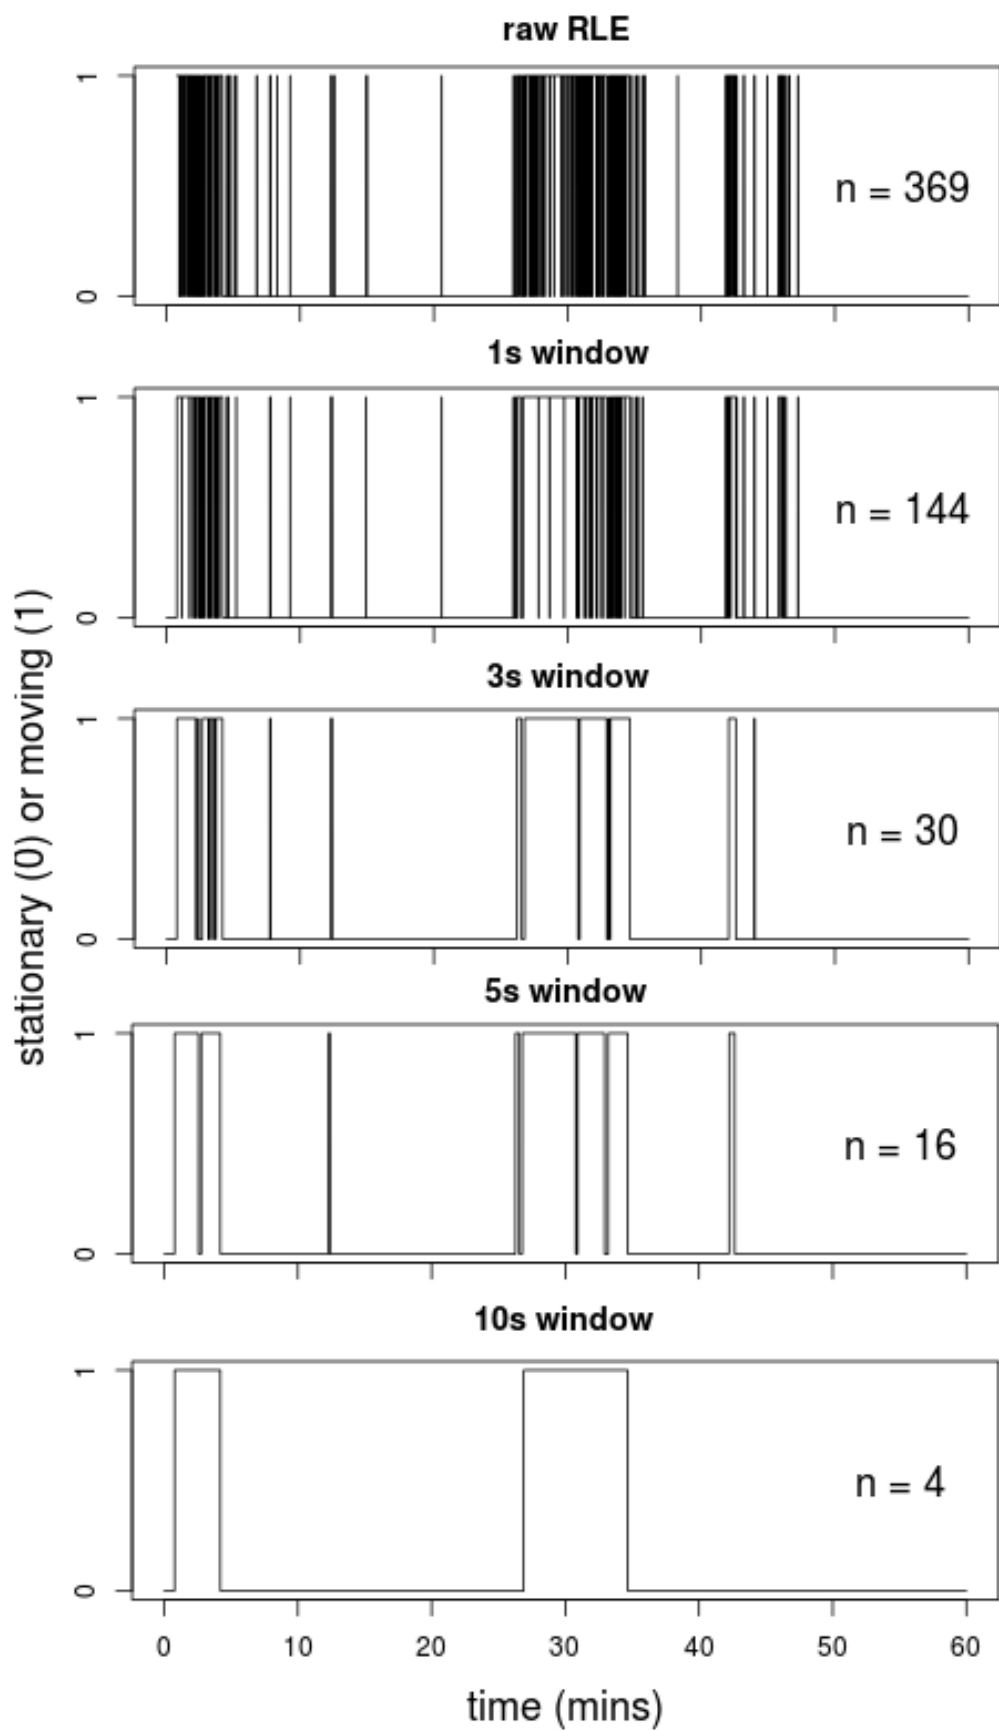 raw RLE
1
n = 369
0
1s window
1
n = 144
0
3s window
1
n = 30
0
5s window
1
n = 16
0
10s window
1
n = 4
0
0 10 20 30 40 50 60
time (mins)
stationary (0) or moving (1)